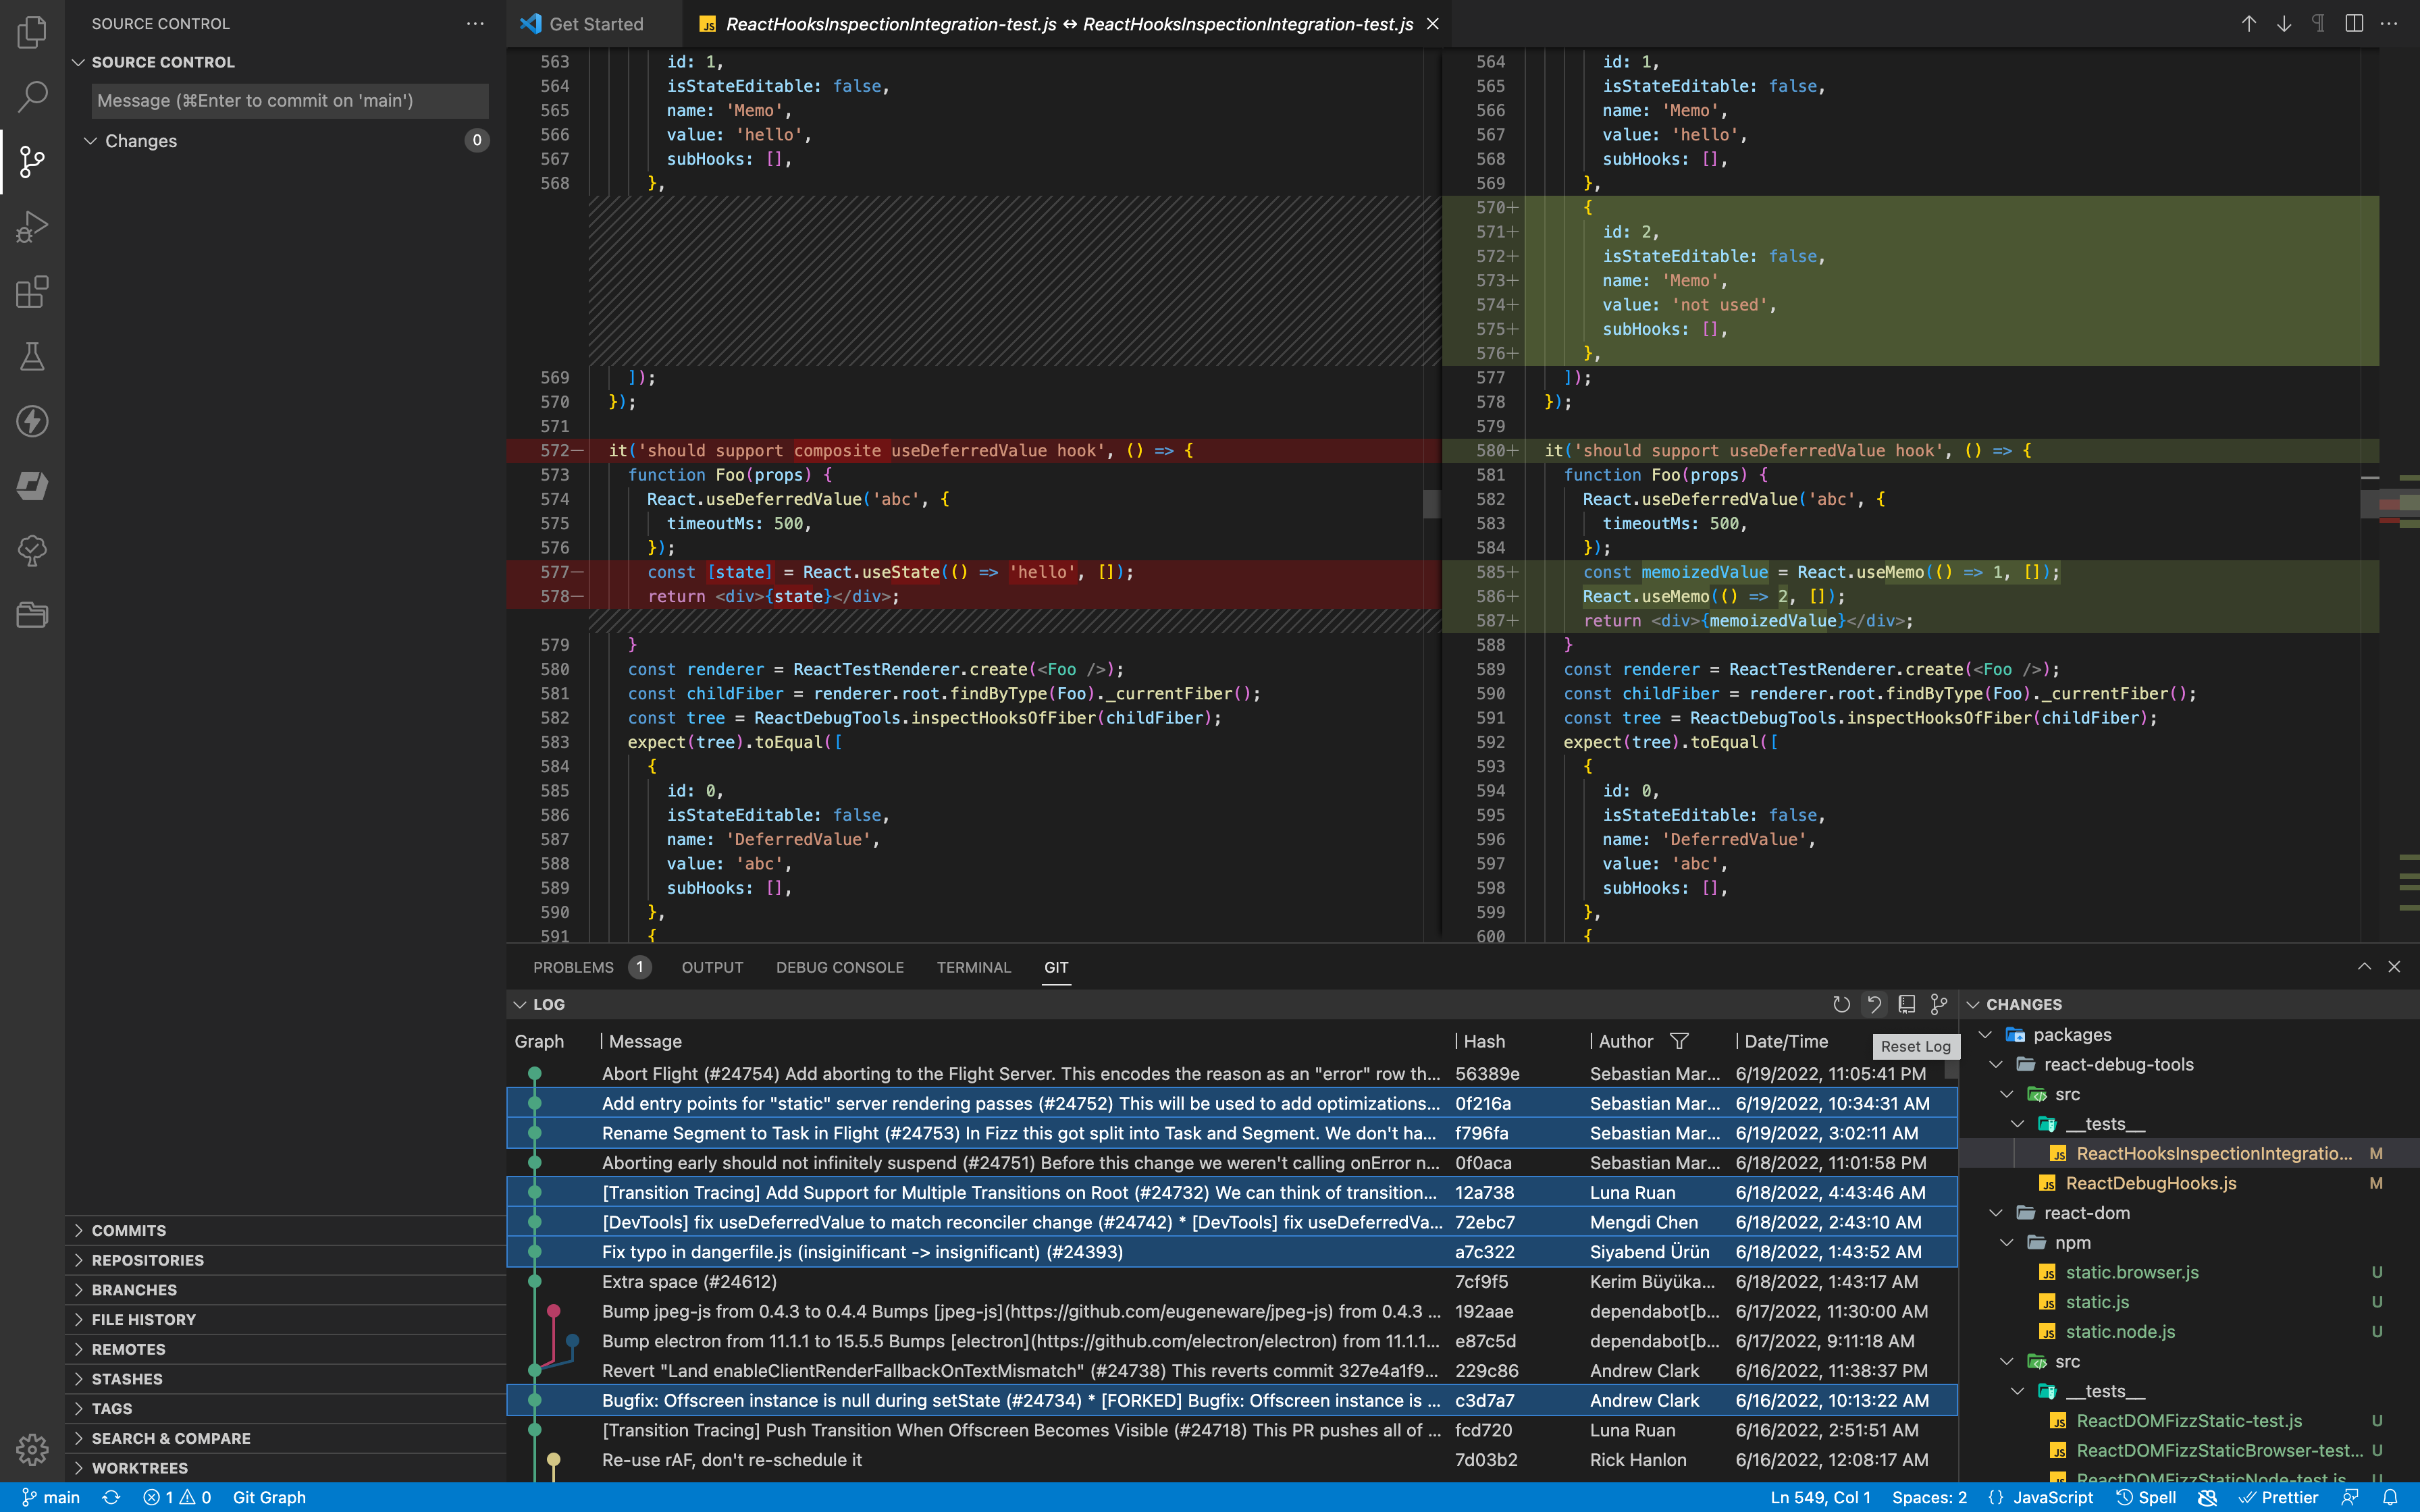 SOURCE CONTROL
SOURCE CONTROL
Message (⌘Enter to commit on 'main')
Changes 0
COMMITS
REPOSITORIES
BRANCHES
FILE HISTORY
REMOTES
STASHES
TAGS
SEARCH & COMPARE
WORKTREES
Get Started
JS ReactHooksInspectionIntegration-test.js ↔ ReactHooksInspectionIntegration-test.js
563 id: 1,
564 isStateEditable: false,
565 name: 'Memo',
566 value: 'hello',
567 subHooks: [],
568 },
569 ]);
570 });
571
572— it('should support composite useDeferredValue hook', () => {
573 function Foo(props) {
574 React.useDeferredValue('abc', {
575 timeoutMs: 500,
576 });
577— const [state] = React.useState(() => 'hello', []);
578— return <div>{state}</div>;
579 }
580 const renderer = ReactTestRenderer.create(<Foo />);
581 const childFiber = renderer.root.findByType(Foo)._currentFiber();
582 const tree = ReactDebugTools.inspectHooksOfFiber(childFiber);
583 expect(tree).toEqual([
584 {
585 id: 0,
586 isStateEditable: false,
587 name: 'DeferredValue',
588 value: 'abc',
589 subHooks: [],
590 },
591 {
564 id: 1,
565 isStateEditable: false,
566 name: 'Memo',
567 value: 'hello',
568 subHooks: [],
569 },
570+ {
571+ id: 2,
572+ isStateEditable: false,
573+ name: 'Memo',
574+ value: 'not used',
575+ subHooks: [],
576+ },
577 ]);
578 });
579
580+ it('should support useDeferredValue hook', () => {
581 function Foo(props) {
582 React.useDeferredValue('abc', {
583 timeoutMs: 500,
584 });
585+ const memoizedValue = React.useMemo(() => 1, []);
586+ React.useMemo(() => 2, []);
587+ return <div>{memoizedValue}</div>;
588 }
589 const renderer = ReactTestRenderer.create(<Foo />);
590 const childFiber = renderer.root.findByType(Foo)._currentFiber();
591 const tree = ReactDebugTools.inspectHooksOfFiber(childFiber);
592 expect(tree).toEqual([
593 {
594 id: 0,
595 isStateEditable: false,
596 name: 'DeferredValue',
597 value: 'abc',
598 subHooks: [],
599 },
600 {
PROBLEMS 1 OUTPUT DEBUG CONSOLE TERMINAL GIT
LOG
Graph Message Hash Author Date/Time
Reset Log
Abort Flight (#24754) Add aborting to the Flight Server. This encodes the reason as an "error" row th... 56389e Sebastian Mar... 6/19/2022, 11:05:41 PM
Add entry points for "static" server rendering passes (#24752) This will be used to add optimizations... 0f216a Sebastian Mar... 6/19/2022, 10:34:31 AM
Rename Segment to Task in Flight (#24753) In Fizz this got split into Task and Segment. We don't ha... f796fa Sebastian Mar... 6/19/2022, 3:02:11 AM
Aborting early should not infinitely suspend (#24751) Before this change we weren't calling onError n... 0f0aca Sebastian Mar... 6/18/2022, 11:01:58 PM
[Transition Tracing] Add Support for Multiple Transitions on Root (#24732) We can think of transition... 12a738 Luna Ruan 6/18/2022, 4:43:46 AM
[DevTools] fix useDeferredValue to match reconciler change (#24742) * [DevTools] fix useDeferredVa... 72ebc7 Mengdi Chen 6/18/2022, 2:43:10 AM
Fix typo in dangerfile.js (insiginificant -> insignificant) (#24393) a7c322 Siyabend Ürün 6/18/2022, 1:43:52 AM
Extra space (#24612) 7cf9f5 Kerim Büyüka... 6/18/2022, 1:43:17 AM
Bump jpeg-js from 0.4.3 to 0.4.4 Bumps [jpeg-js](https://github.com/eugeneware/jpeg-js) from 0.4.3 ... 192aae dependabot[b... 6/17/2022, 11:30:00 AM
Bump electron from 11.1.1 to 15.5.5 Bumps [electron](https://github.com/electron/electron) from 11.1.1... e87c5d dependabot[b... 6/17/2022, 9:11:18 AM
Revert "Land enableClientRenderFallbackOnTextMismatch" (#24738) This reverts commit 327e4a1f9... 229c86 Andrew Clark 6/16/2022, 11:38:37 PM
Bugfix: Offscreen instance is null during setState (#24734) * [FORKED] Bugfix: Offscreen instance is ... c3d7a7 Andrew Clark 6/16/2022, 10:13:22 AM
[Transition Tracing] Push Transition When Offscreen Becomes Visible (#24718) This PR pushes all of ... fcd720 Luna Ruan 6/16/2022, 2:51:51 AM
Re-use rAF, don't re-schedule it 7d03b2 Rick Hanlon 6/16/2022, 12:08:17 AM
CHANGES
packages
react-debug-tools
src
__tests__
JS ReactHooksInspectionIntegratio... M
JS ReactDebugHooks.js M
react-dom
npm
JS static.browser.js U
JS static.js U
JS static.node.js U
src
__tests__
JS ReactDOMFizzStatic-test.js U
JS ReactDOMFizzStaticBrowser-test... U
JS ReactDOMFizzStaticNode-test.js U
main 1 0 Git Graph Ln 549, Col 1 Spaces: 2 {} JavaScript Spell Prettier